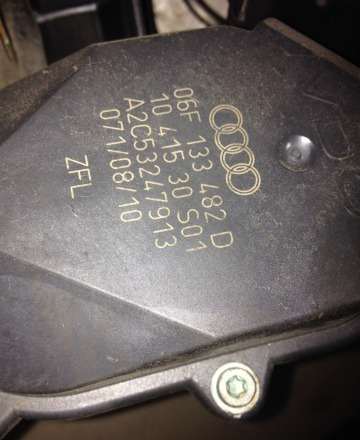 06F 133 482 D
10 415 30 S01
A2C53247913
071/08/10
ZFL